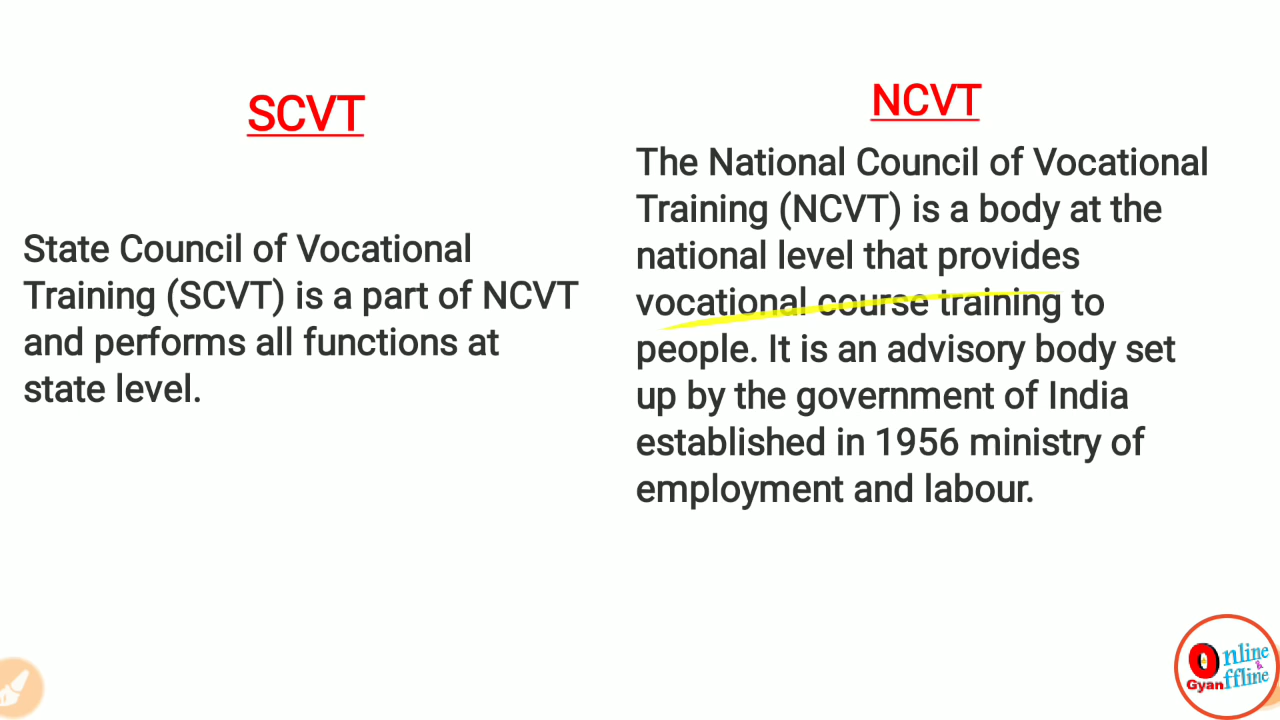 SCVT
State Council of Vocational
Training (SCVT) is a part of NCVT
and performs all functions at
state level.
NCVT
The National Council of Vocational
Training (NCVT) is a body at the
national level that provides
vocational course training to
people. It is an advisory body set
up by the government of India
established in 1956 ministry of
employment and labour.
Online
&
Offline
Gyan